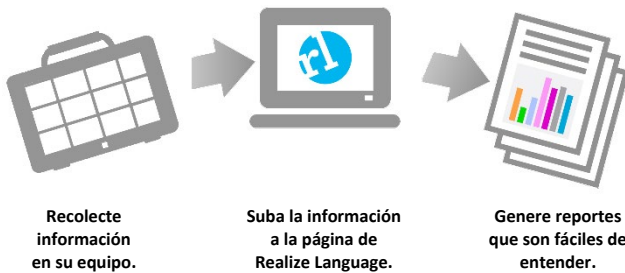 rl
Recolecte
información
en su equipo.
Suba la información
a la página de
Realize Language.
Genere reportes
que son fáciles de
entender.